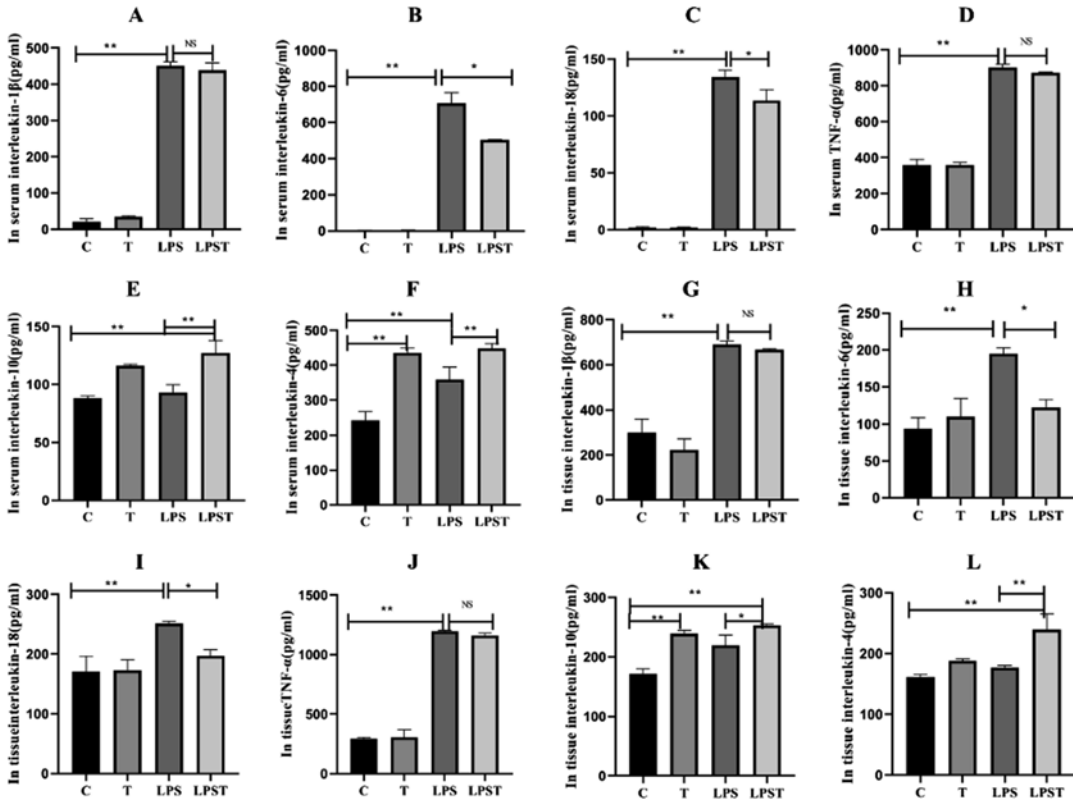 A
In serum interleukin-1β(pg/ml)
500
400
300
200
100
0
**
NS
C T LPS LPST
B
In serum interleukin-6(pg/ml)
1000
800
600
400
200
0
**
*
C T LPS LPST
C
In serum interleukin-18(pg/ml)
150
100
50
0
**
*
C T LPS LPST
D
In serum TNF-α(pg/ml)
1000
800
600
400
200
0
**
NS
C T LPS LPST
E
In serum interleukin-10(pg/ml)
150
100
50
0
**
**
C T LPS LPST
F
In serum interleukin-4(pg/ml)
500
400
300
200
100
0
**
**
**
C T LPS LPST
G
In tissue interleukin-1β(pg/ml)
800
600
400
200
0
**
NS
C T LPS LPST
H
In tissue interleukin-6(pg/ml)
250
200
150
100
50
0
**
*
C T LPS LPST
I
In tissueinterleukin-18(pg/ml)
300
200
100
0
**
*
C T LPS LPST
J
In tissueTNF-α(pg/ml)
1500
1000
500
0
**
NS
C T LPS LPST
K
In tissue interleukin-10(pg/ml)
300
200
100
0
**
**
*
C T LPS LPST
L
In tissue interleukin-4(pg/ml)
300
200
100
0
**
**
C T LPS LPST